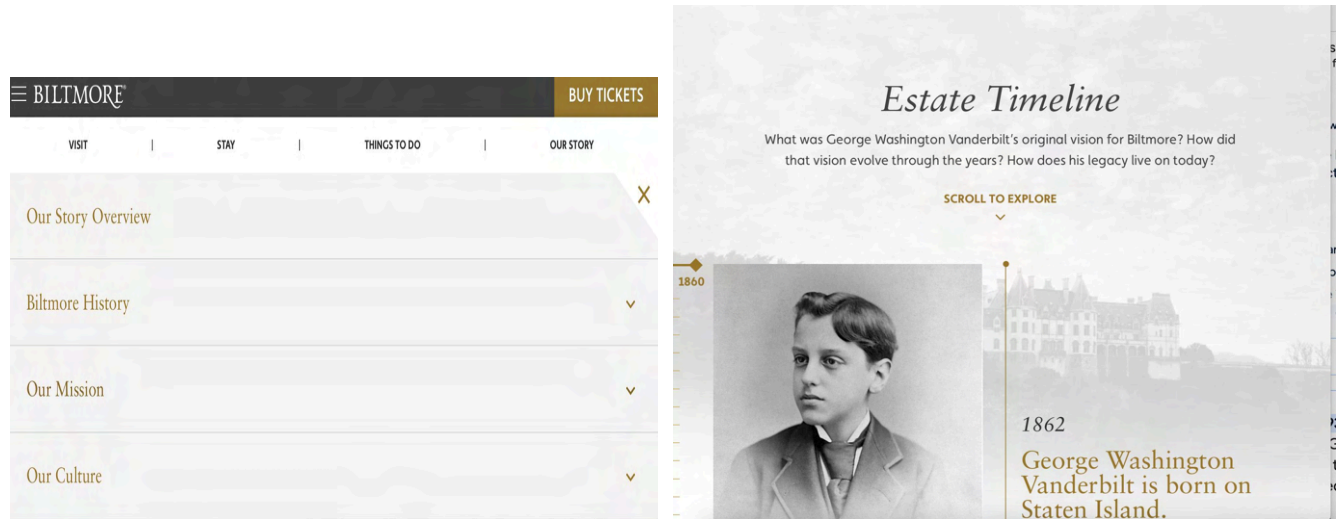 BILTMORE®
BUY TICKETS
VISIT | STAY | THINGS TO DO | OUR STORY
X
Our Story Overview
Biltmore History
Our Mission
Our Culture
Estate Timeline
What was George Washington Vanderbilt's original vision for Biltmore? How did
that vision evolve through the years? How does his legacy live on today?
SCROLL TO EXPLORE
1860
1862
George Washington
Vanderbilt is born on
Staten Island.